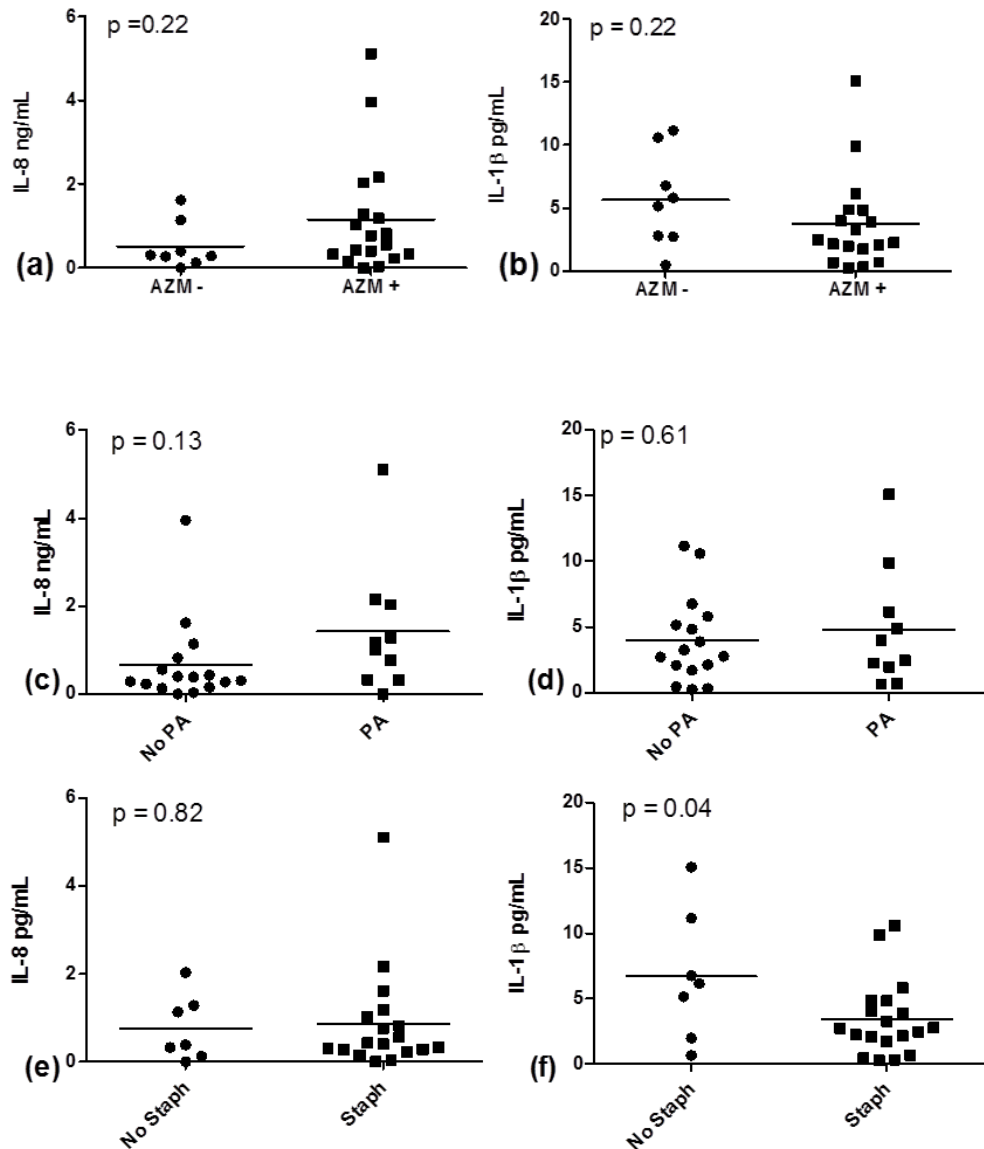 p =0.22
IL-8 ng/mL
6
4
2
0
(a)
AZM -
AZM +
p = 0.22
IL-1β pg/mL
20
15
10
5
0
(b)
AZM -
AZM +
p = 0.13
IL-8 ng/mL
6
4
2
0
(c)
No PA
PA
p = 0.61
IL-1β pg/mL
20
15
10
5
0
(d)
No PA
PA
p = 0.82
IL-8 pg/mL
6
4
2
0
(e)
No Staph
Staph
p = 0.04
IL-1β pg/mL
20
15
10
5
0
(f)
No Staph
Staph